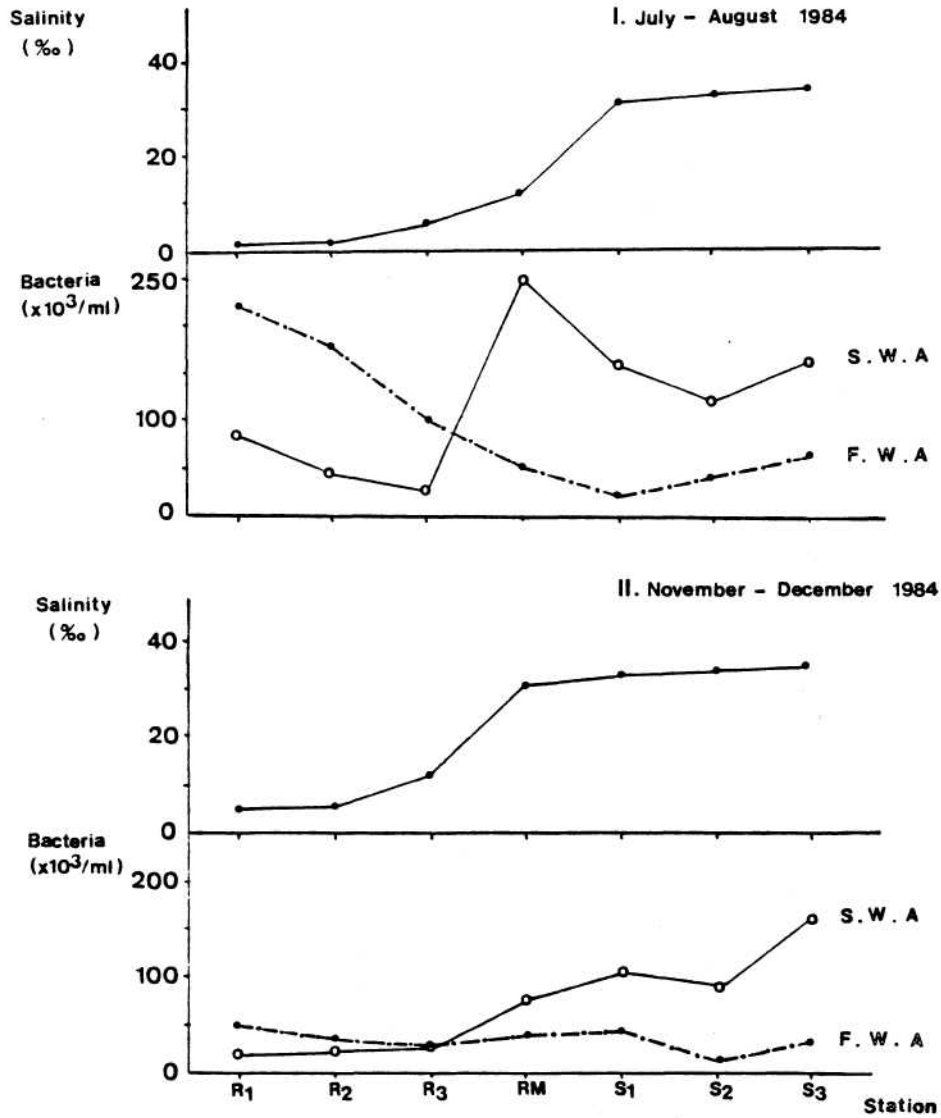 Salinity
(‰)
I. July - August 1984
40
20
0
Bacteria
(x10³/ml)
250
S.W.A
100
F.W.A
0
II. November - December 1984
Salinity
(‰)
40
20
0
Bacteria
(x10³/ml)
200
S.W.A
100
F.W.A
0
R1 R2 R3 RM S1 S2 S3
Station